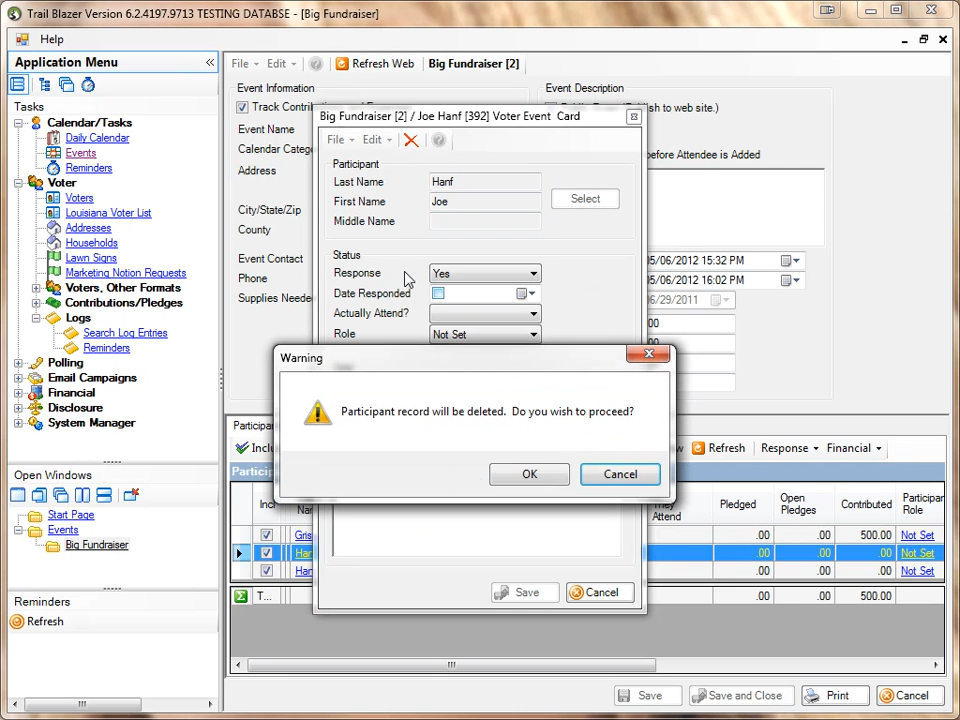 Trail Blazer Version 6.2.4197.9713 TESTING DATABSE - [Big Fundraiser]
Help
Application Menu
Tasks
Calendar/Tasks
Daily Calendar
Events
Reminders
Voter
Voters
Louisiana Voter List
Addresses
Households
Lawn Signs
Marketing Notion Requests
Voters, Other Formats
Contributions/Pledges
Logs
Search Log Entries
Reminders
Polling
Email Campaigns
Financial
Disclosure
System Manager
Open Windows
Start Page
Events
Big Fundraiser
Reminders
Refresh
File Edit Refresh Web Big Fundraiser [2]
Event Information
Event Name
Address
City/State/Zip
County
Event Contact
Phone
Event Description
before Attendee is Added
05/06/2012 15:32 PM
05/06/2012 16:02 PM
06/29/2011
Big Fundraiser [2] / Joe Hanf [392] Voter Event Card
File Edit
Participant
Last Name Hanf
First Name Joe
Select
Middle Name
Status
Response Yes
Date Responded
Actually Attend?
Role Not Set
Warning
Participant record will be deleted. Do you wish to proceed?
OK Cancel
Save Cancel
Refresh Response Financial
Attend Pledged Open Pledges Contributed Role
.00 .00 500.00 Not Set
.00 .00 .00 Not Set
.00 .00 .00 Not Set
T... .00 .00 500.00
Save Save and Close Print Cancel